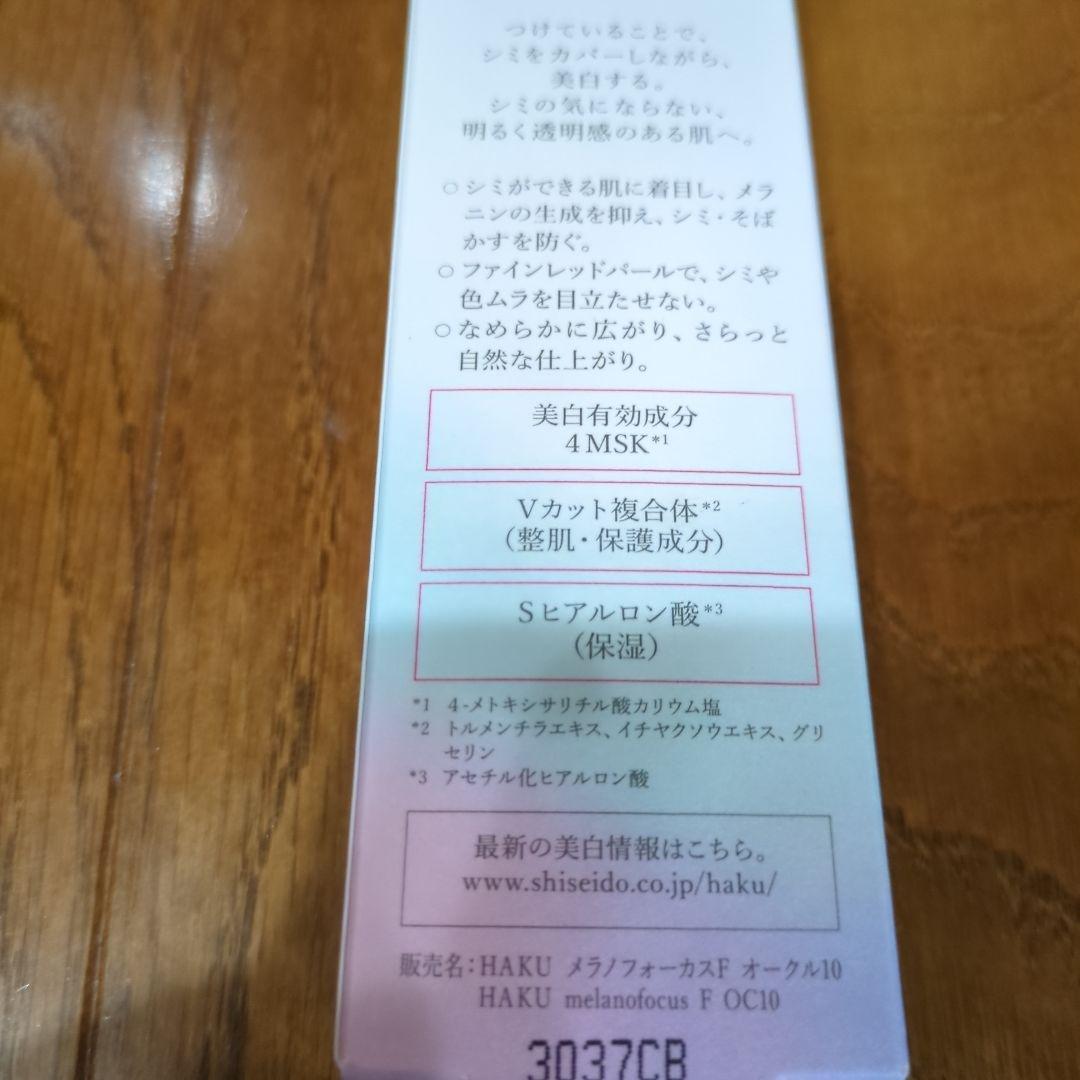 つけていることで、
シミをカバーしながら、
美白する。
シミの気にならない、
明るく透明感のある肌へ。
○シミができる肌に着目し、メラ
ニンの生成を抑え、シミ・そば
かすを防ぐ。
○ファインレッドパールで、シミや
色ムラを目立たせない。
○なめらかに広がり、さらっと
自然な仕上がり。
美白有効成分
4MSK*1
Vカット複合体*2
(整肌・保護成分)
Sヒアルロン酸*3
(保湿)
*1 4-メトキシサリチル酸カリウム塩
*2 トルメンチラエキス、イチヤクソウエキス、グリ
セリン
*3 アセチル化ヒアルロン酸
最新の美白情報はこちら。
www.shiseido.co.jp/haku/
販売名:HAKU メラノフォーカスF オークル10
HAKU melanofocus F OC10
3037CB